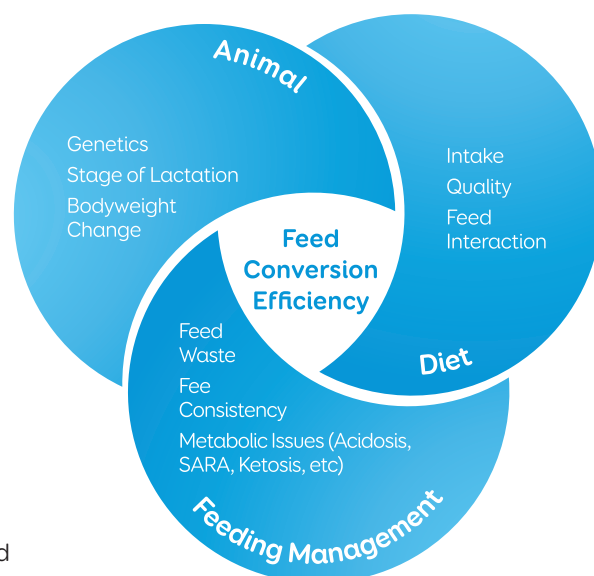 Animal
Genetics
Stage of Lactation
Bodyweight
Change
Intake
Quality
Feed
Interaction
Diet
Feed
Conversion
Efficiency
Feed
Waste
Fee
Consistency
Metabolic Issues (Acidosis,
SARA, Ketosis, etc)
Feeding Management
d